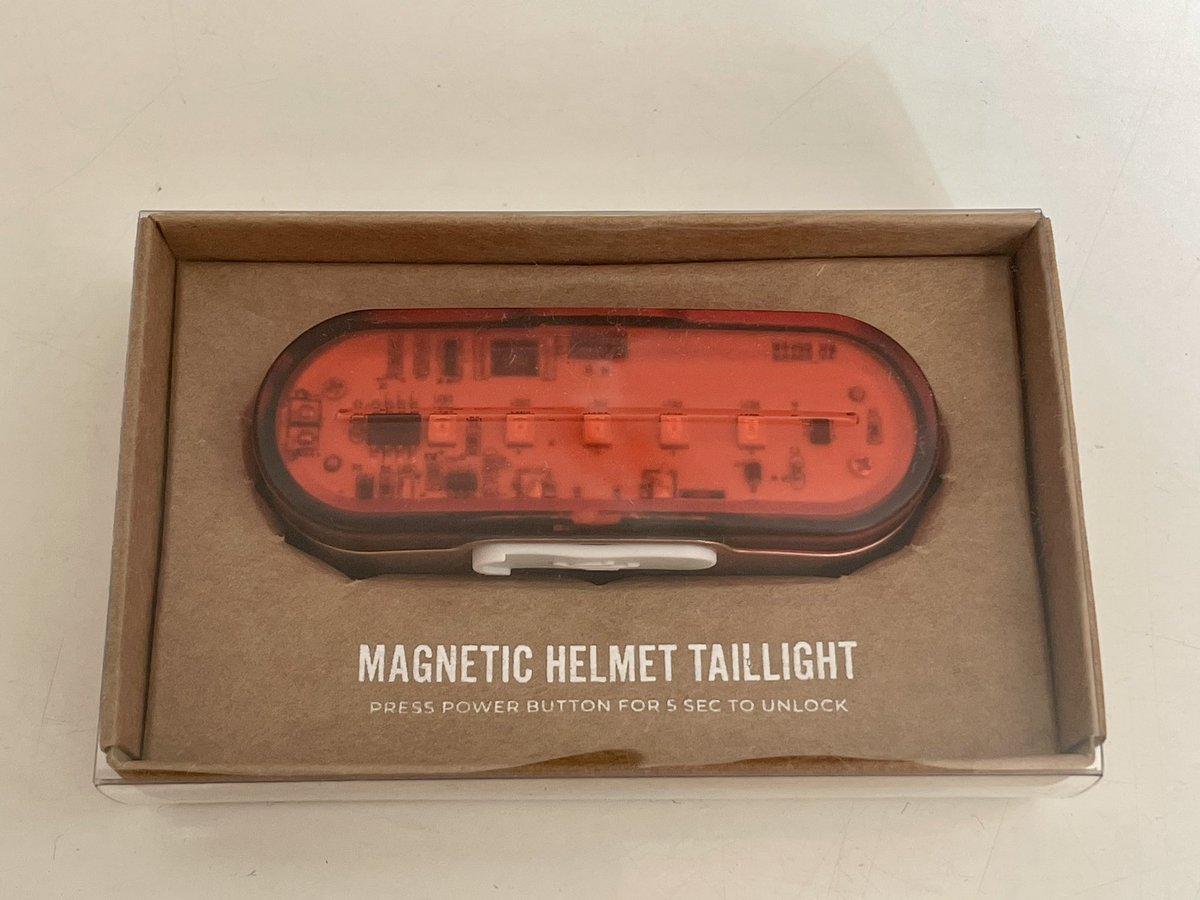 MAGNETIC HELMET TAILLIGHT
PRESS POWER BUTTON FOR 5 SEC TO UNLOCK